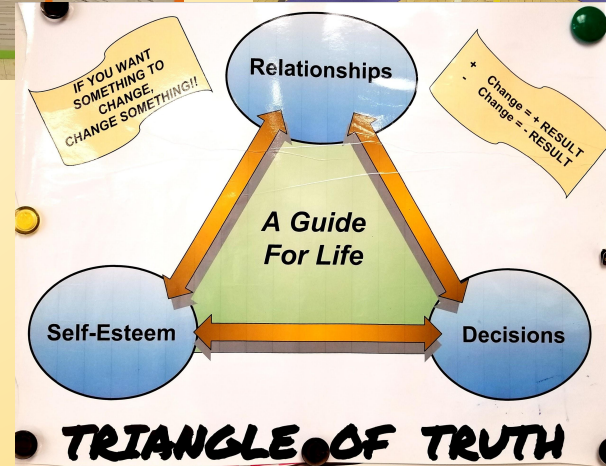 IF YOU WANT
SOMETHING TO
CHANGE,
CHANGE SOMETHING!!
Relationships
+ Change = + RESULT
- Change = - RESULT
A Guide
For Life
Self-Esteem
Decisions
TRIANGLE OF TRUTH